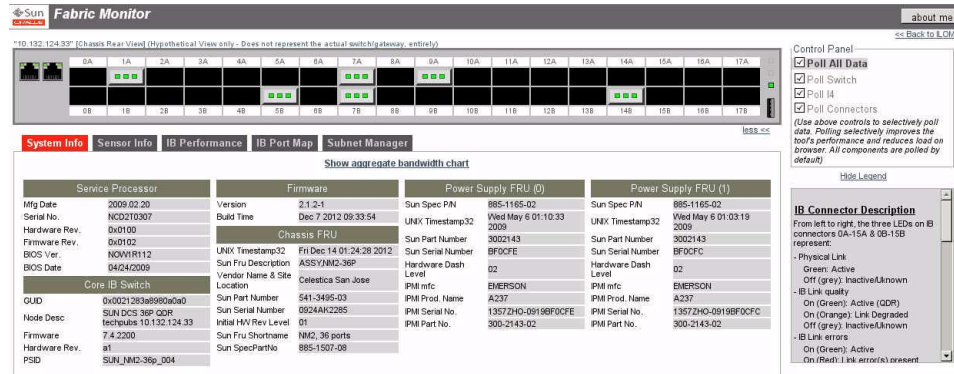 Sun
ORACLE
Fabric Monitor
about me
<< Back to ILOM
"10.132.124.33" [Chassis Rear View] (Hypothetical View only - Does not represent the actual switch/gateway, entirely)
0A 1A 2A 3A 4A 5A 6A 7A 8A 9A 10A 11A 12A 13A 14A 15A 16A 17A
0B 1B 2B 3B 4B 5B 6B 7B 8B 9B 10B 11B 12B 13B 14B 15B 16B 17B
less <<
Control Panel
Poll All Data
Poll Switch
Poll I4
Poll Connectors
(Use above controls to selectively poll
data. Polling selectively improves the
tool's performance and reduces load on
browser. All components are polled by
default)
Hide Legend
System Info Sensor Info IB Performance IB Port Map Subnet Manager
Show aggregate bandwidth chart
Service Processor
Mfg Date 2009.02.20
Serial No. NCD2T0307
Hardware Rev. 0x0100
Firmware Rev. 0x0102
BIOS Ver. NOW1R112
BIOS Date 04/24/2009
Core IB Switch
GUID 0x0021283a8980a0a0
Node Desc SUN DCS 36P QDR
techpubs 10.132.124.33
Firmware 7.4.2200
Hardware Rev. a1
PSID SUN_NM2-36p_004
Firmware
Version 2.1.2-1
Build Time Dec 7 2012 09:33:54
Chassis FRU
UNIX Timestamp32 Fri Dec 14 01:24:28 2012
Sun Fru Description ASSY,NM2-36P
Vendor Name & Site
Location Celestica San Jose
Sun Part Number 541-3495-03
Sun Serial Number 0924AK2285
Initial HW Rev Level 01
Sun Fru Shortname NM2, 36 ports
Sun SpecPartNo 885-1507-08
Power Supply FRU (0)
Sun Spec P/N 885-1165-02
UNIX Timestamp32 Wed May 6 01:10:33
2009
Sun Part Number 3002143
Sun Serial Number BF0CFE
Hardware Dash
Level 02
IPMI mfc EMERSON
IPMI Prod. Name A237
IPMI Serial No. 1357ZHO-0919BF0CFE
IPMI Part No. 300-2143-02
Power Supply FRU (1)
Sun Spec P/N 885-1165-02
UNIX Timestamp32 Wed May 6 01:03:19
2009
Sun Part Number 3002143
Sun Serial Number BF0CFC
Hardware Dash
Level 02
IPMI mfc EMERSON
IPMI Prod. Name A237
IPMI Serial No. 1357ZHO-0919BF0CFC
IPMI Part No. 300-2143-02
IB Connector Description
From left to right, the three LEDs on IB
connectors 0A-15A & 0B-15B
represent:
- Physical Link
Green: Active
Off (grey): Inactive/Uknown
- IB Link quality
On (Green): Active (QDR)
On (Orange): Link Degraded
Off (grey): Inactive/Uknown
- IB Link errors
On (Green): Active
On (Red): Link error(s) present